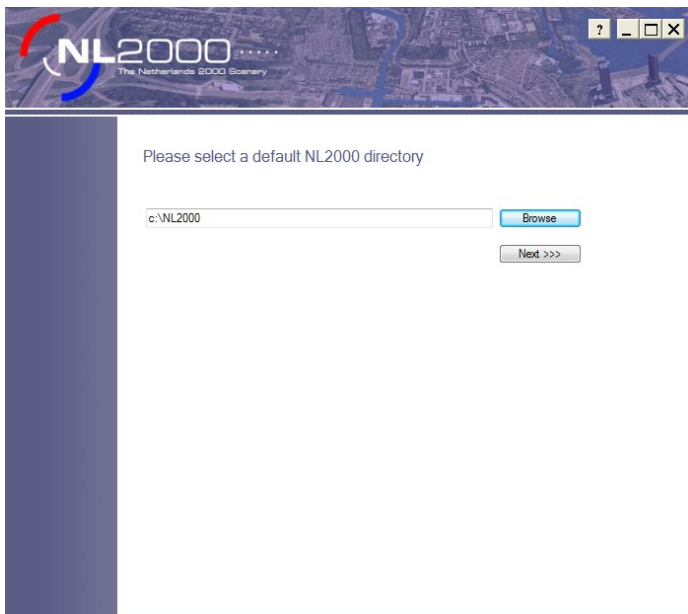 NL2000
The Netherlands 2000 Scenery
?
Please select a default NL2000 directory
c:\NL2000
Browse
Next >>>